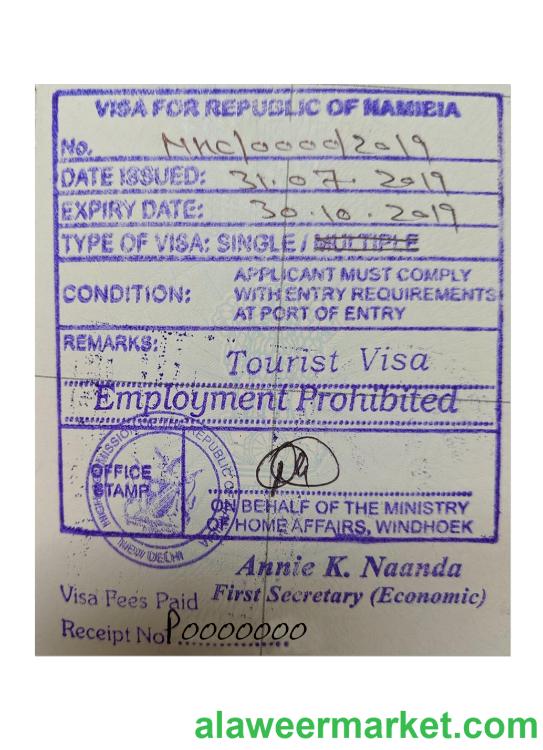 VISA FOR REPUBLIC OF NAMIBIA
No. NHC/0000/2019
DATE ISSUED: 31.07.2019
EXPIRY DATE: 30.10.2019
TYPE OF VISA: SINGLE / MULTIPLE
CONDITION: APPLICANT MUST COMPLY
WITH ENTRY REQUIREMENTS
AT PORT OF ENTRY
REMARKS:
Tourist Visa
Employment Prohibited
OFFICE
STAMP
NEW DELHI
ON BEHALF OF THE MINISTRY
OF HOME AFFAIRS, WINDHOEK
Annie K. Naanda
First Secretary (Economic)
Visa Fees Paid
Receipt No P0000000
alaweermarket.com